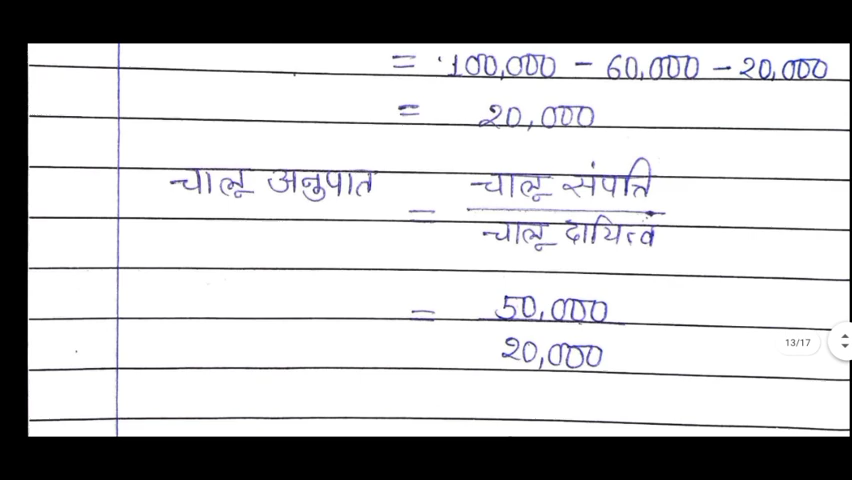 = 100,000 - 60,000 - 20,000
= 20,000
चालू अनुपात = चालू संपत्ति
चालू दायित्व
= 50,000
20,000
13/17